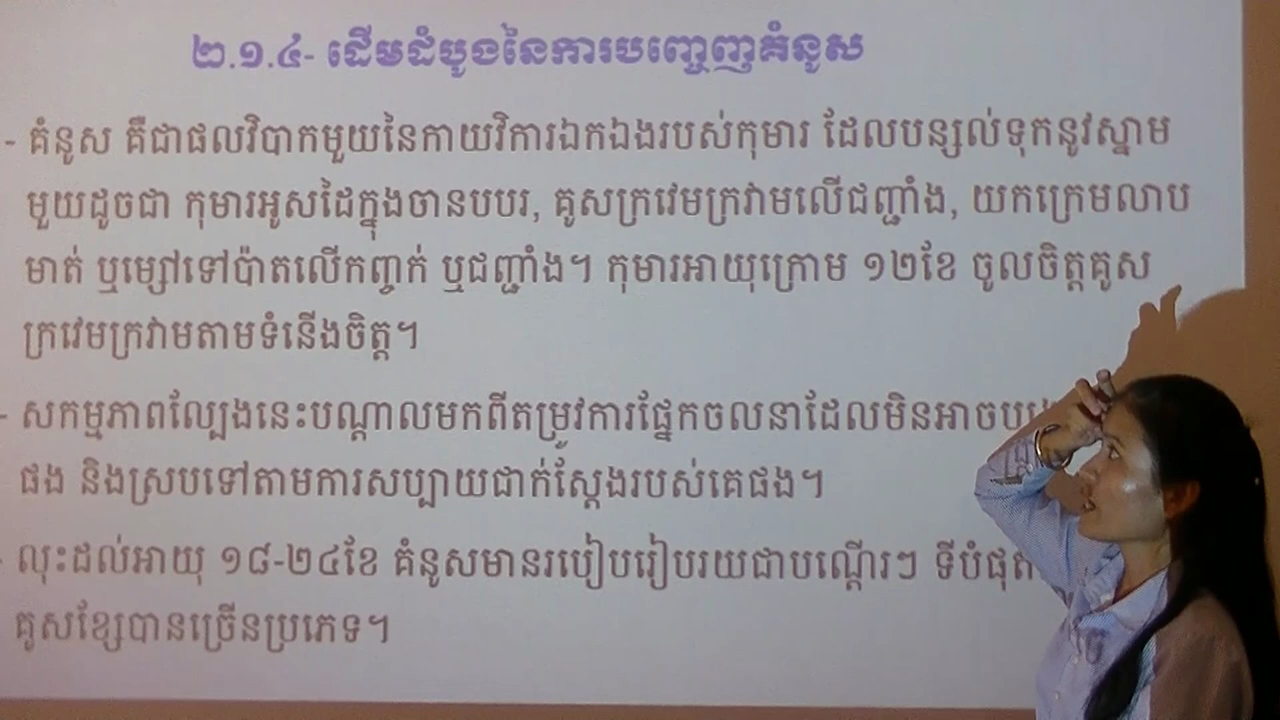 ២.១.៤- ដើមដំបូងនៃការបញ្ចេញគំនូស
- គំនូស គឺជាផលវិបាកមួយនៃកាយវិការឯកឯងរបស់កុមារ ដែលបន្សល់ទុកនូវស្នាម
មួយដូចជា កុមារអូសដៃក្នុងចានបបរ, គូសក្រវេមក្រវាមលើជញ្ជាំង, យកក្រេមលាប
មាត់ ឬម្សៅទៅប៉ាតលើកញ្ចក់ ឬជញ្ជាំង។ កុមារអាយុក្រោម ១២ខែ ចូលចិត្តគូស
ក្រវេមក្រវាមតាមទំនើងចិត្ត។
- សកម្មភាពល្បែងនេះបណ្តាលមកពីតម្រូវការផ្នែកចលនាដែលមិនអាច
ផង និងស្របទៅតាមការសប្បាយជាក់ស្តែងរបស់គេផង។
- លុះដល់អាយុ ១៨-២៤ខែ គំនូសមានរបៀបរៀបរយជាបណ្តើរៗ ទីបំផុត
គូសខ្សែបានច្រើនប្រភេទ។